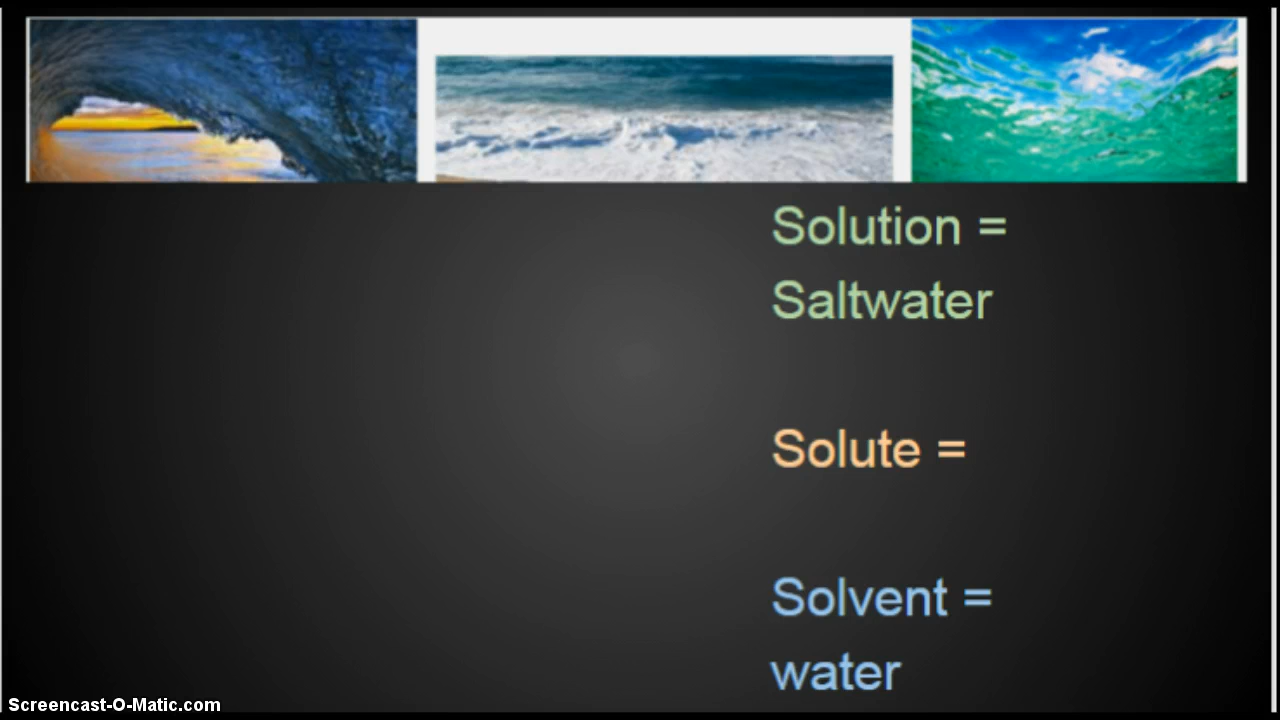 Solution =
Saltwater
Solute =
Solvent =
water
Screencast-O-Matic.com